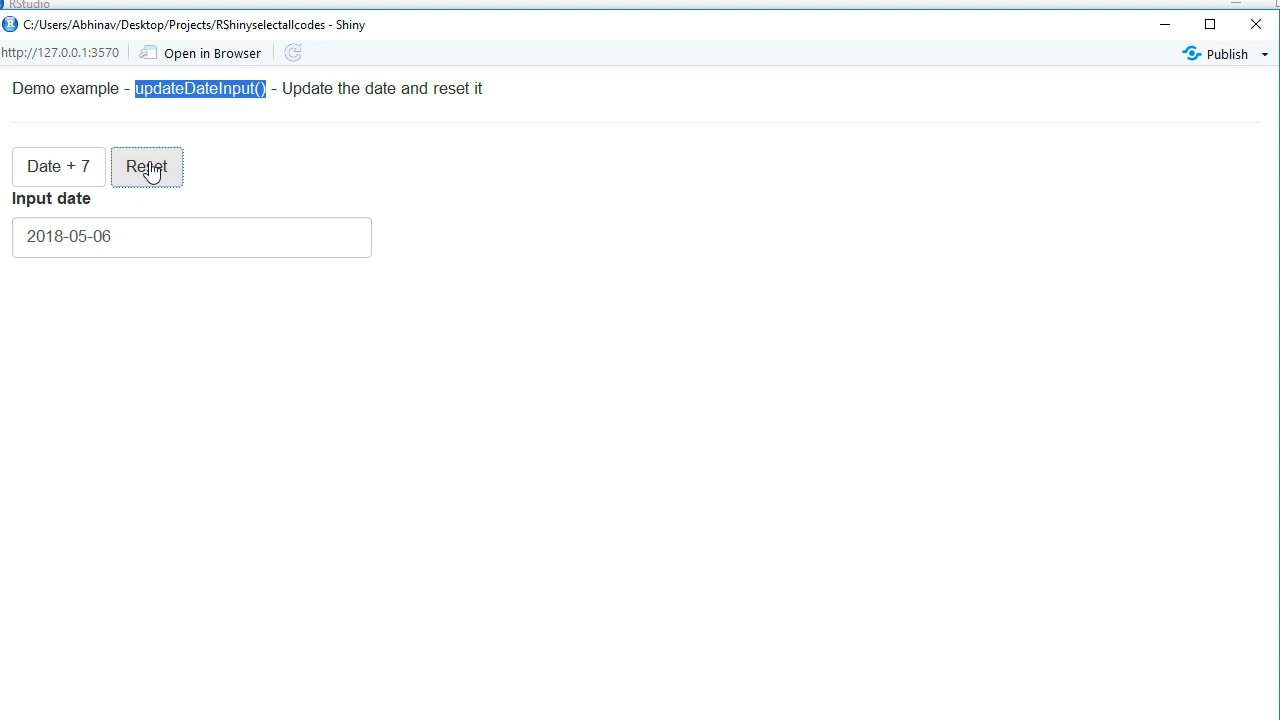 RStudio
C:/Users/Abhinav/Desktop/Projects/RShinyselectallcodes - Shiny
http://127.0.0.1:3570 Open in Browser Publish
Demo example - updateDateInput() - Update the date and reset it
Date + 7 Reset
Input date
2018-05-06